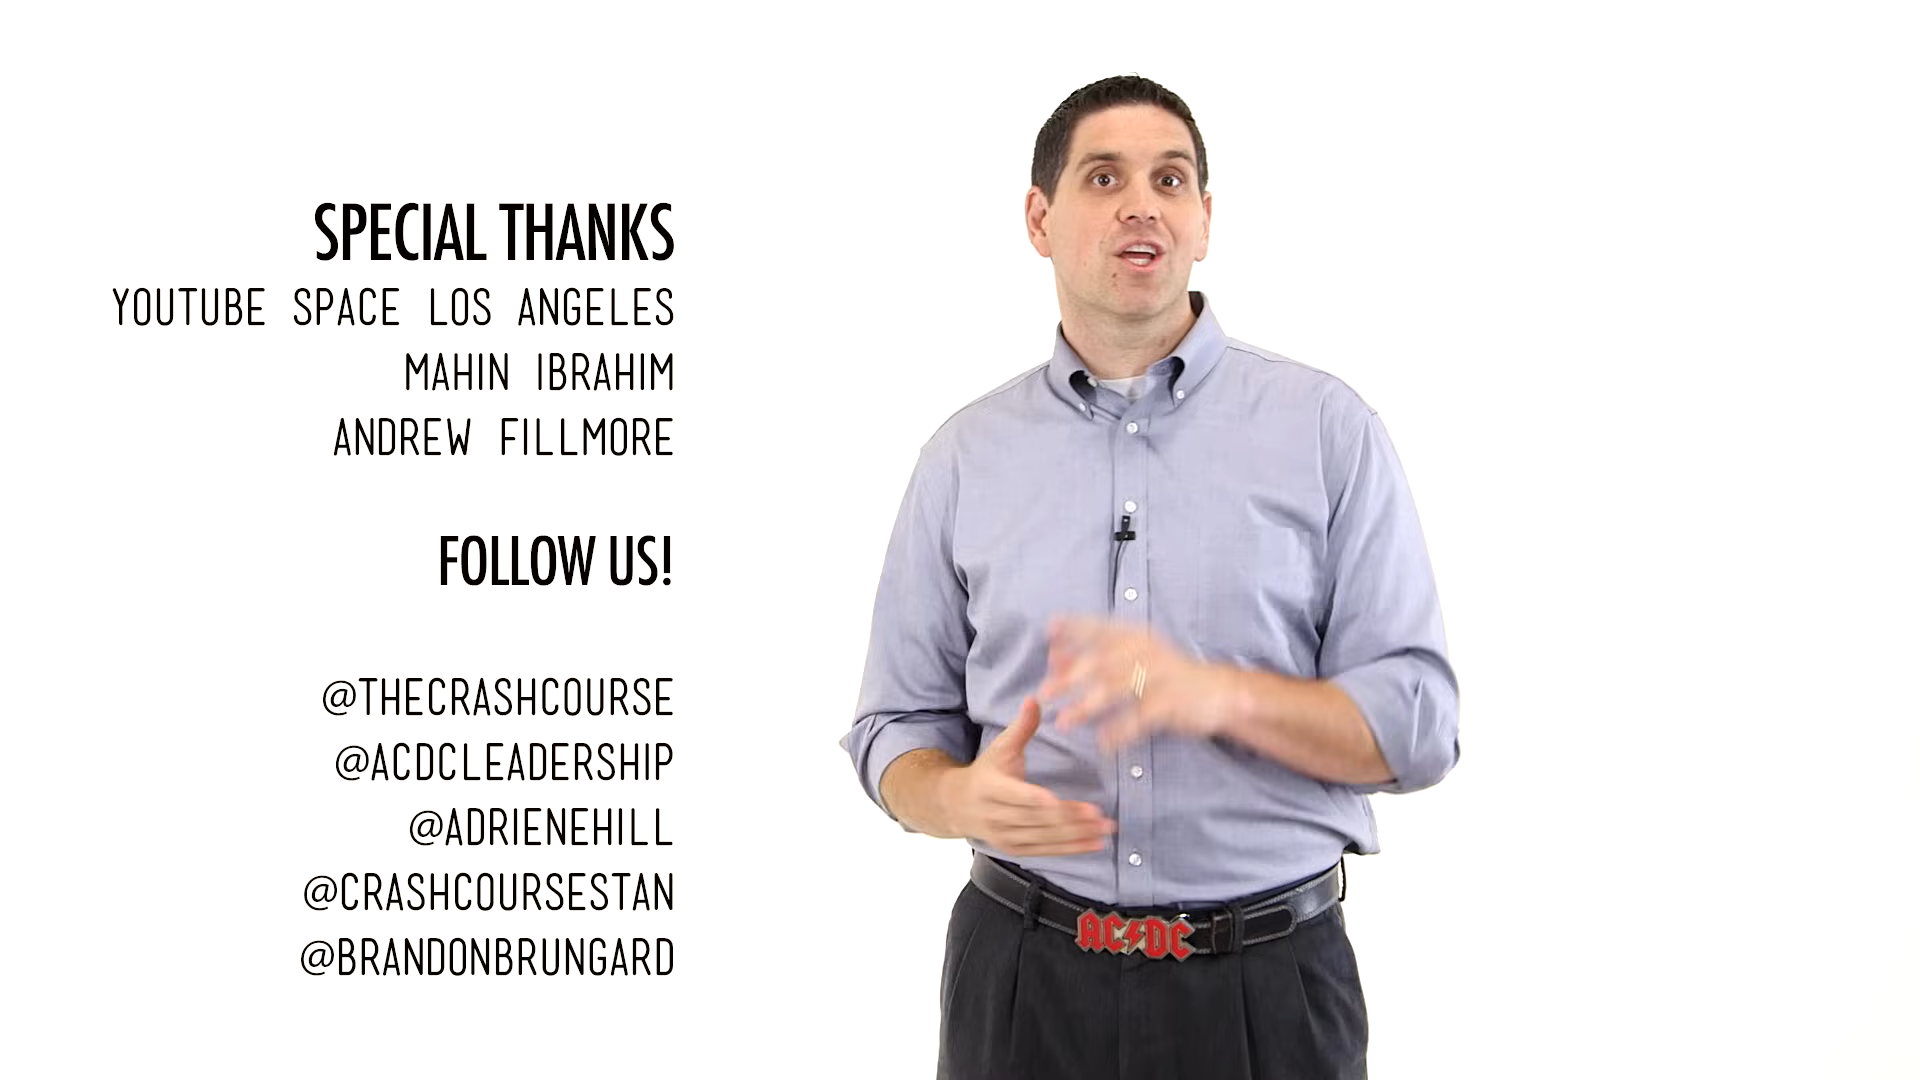 SPECIAL THANKS
YOUTUBE SPACE LOS ANGELES
MAHIN IBRAHIM
ANDREW FILLMORE
FOLLOW US!
@THECRASHCOURSE
@ACDCLEADERSHIP
@ADRIENEHILL
@CRASHCOURSESTAN
@BRANDONBRUNGARD
AC⚡DC